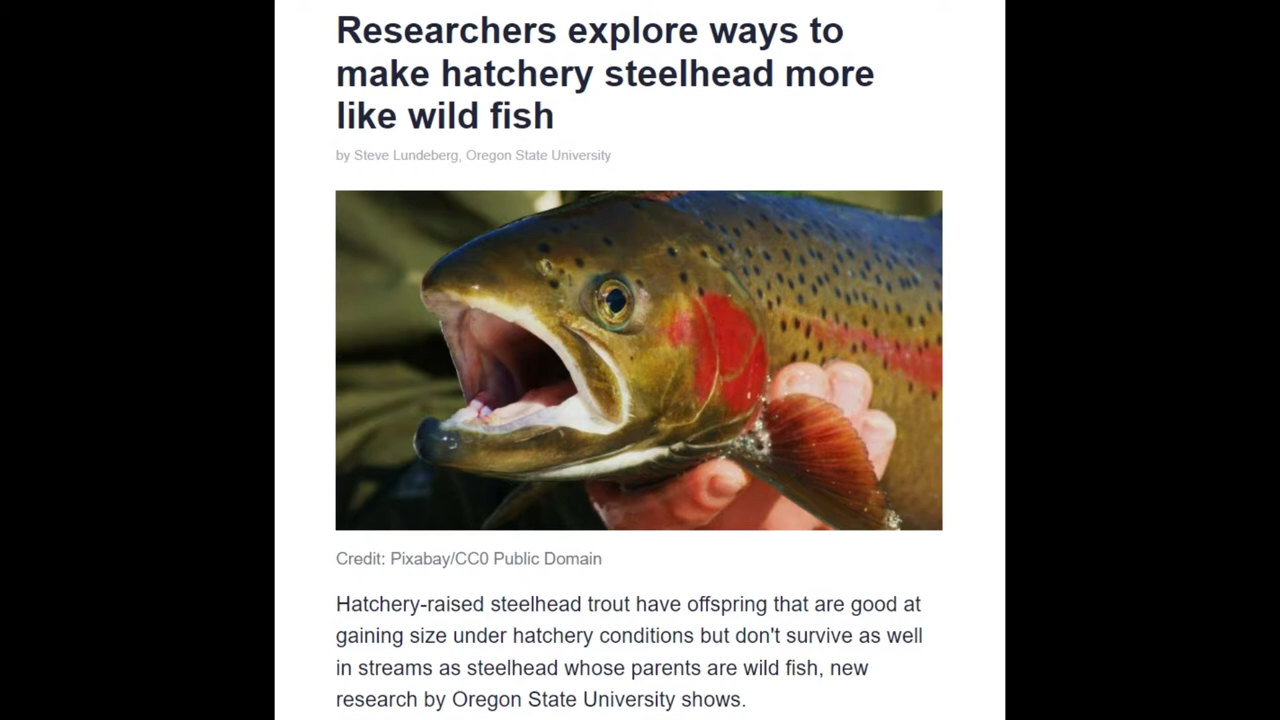 Researchers explore ways to
make hatchery steelhead more
like wild fish
by Steve Lundeberg, Oregon State University
Credit: Pixabay/CC0 Public Domain
Hatchery-raised steelhead trout have offspring that are good at
gaining size under hatchery conditions but don't survive as well
in streams as steelhead whose parents are wild fish, new
research by Oregon State University shows.